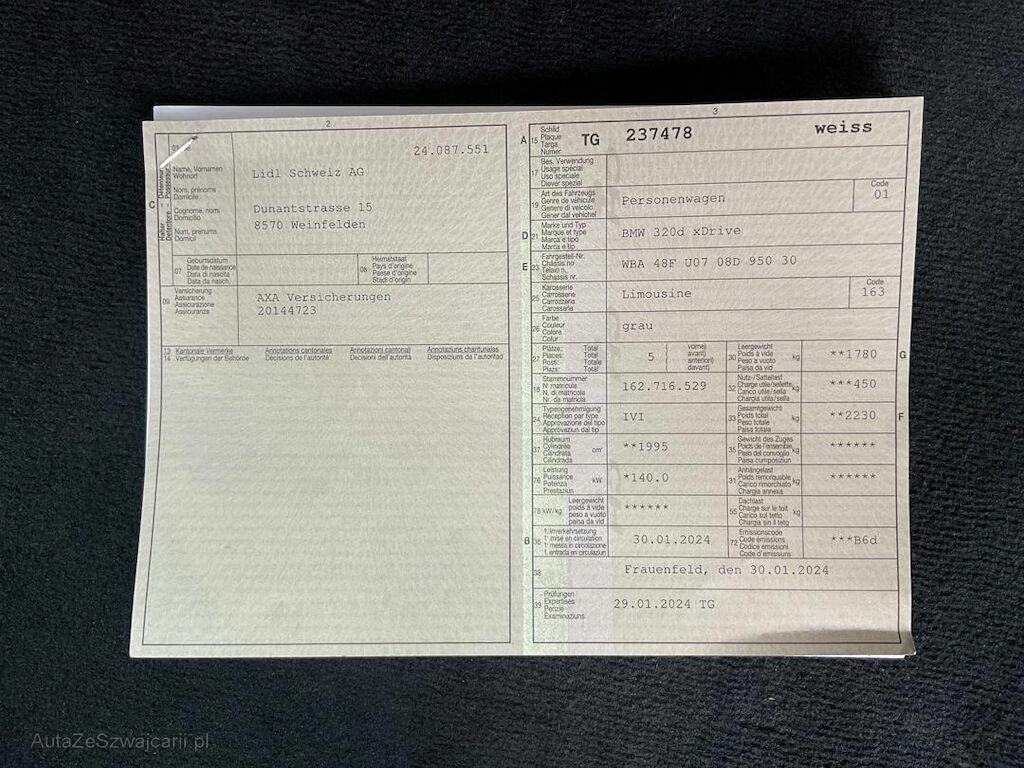 2
01-06
24.087.551
C
Halter - Détenteur
Detentore - Possessur
Name, Vornamen
Wohnort
Nom, prénoms
Domicile
Cognome, nomi
Domicilio
Num, prenums
Domicil
Lidl Schweiz AG
Dunantstrasse 15
8570 Weinfelden
07
Geburtsdatum
Date de naissance
Data di nascita
Data da nasch.
08
Heimatstaat
Pays d'origine
Paese d'origine
Stadi d'origin
09
Versicherung
Assurance
Assicurazione
Assicuranza
AXA Versicherungen
20144723
13
14
Kantonale Vermerke
Verfügungen der Behörde
Annotations cantonales
Décisions de l'autorité
Annotazioni cantonali
Decisioni dell'autorità
Annotaziuns chantunalas
Disposiziuns da l'autoritad
3
A 15
Schild
Plaque
Targa
Numer
TG 237478 weiss
17
Bes. Verwendung
Usage spécial
Uso speciale
Diever spezial
19
Art des Fahrzeugs
Genre de véhicule
Genere di veicolo
Gener dal vehichel
Personenwagen
Code
01
D 21
Marke und Typ
Marque et type
Marca e tipo
Marca e tip
BMW 320d xDrive
E 23
Fahrgestell-Nr.
Châssis no
Telaio n.
Schassis nr.
WBA 48F U07 08D 950 30
25
Karosserie
Carrosserie
Carrozzeria
Carossaria
Limousine
Code
163
26
Farbe
Couleur
Colore
Colur
grau
27
Plätze: Total
Places: Total
Posti: Totale
Plazs: Total
5
vorne)
avant)
anteriori)
davant)
30
Leergewicht
Poids à vide
Peso a vuoto
Paisa da vid
kg
**1780
G
18
Stammnummer
N° matricule
N. di matricola
Nr. da matricla
162.716.529
32
Nutz-/Sattellast
Charge utile/sellette
Carico utile/sella
Chargia utila/sella
kg
***450
24
Typengenehmigung
Réception par type
Approvazione del tipo
Approvaziun dal tip
IVI
33
Gesamtgewicht
Poids total
Peso totale
Paisa totala
kg
**2230
F
37
Hubraum
Cylindrée
Cilindrata
Cilindrada
cm³
**1995
35
Gewicht des Zuges
Poids de l'ensemble
Peso del convoglio
Paisa cumposiziun
kg
******
76
Leistung
Puissance
Potenza
Prestaziun
kW
*140.0
31
Anhängelast
Poids remorquable
Carico rimorchiato
Chargia annexa
kg
******
78 kW/kg
Leergewicht
poids à vide
peso a vuoto
paisa da vid
******
55
Dachlast
Charge sur le toit
Carico sul tetto
Chargia sin il tetg
kg
******
B 36
1. Inverkehrsetzung
1re mise en circulation
1a messa in circolazione
1. entrada en circulaziun
30.01.2024
72
Emissionscode
Code émissions
Codice emissioni
Code d'emissiuns
***B6d
38
Frauenfeld, den 30.01.2024
39
Prüfungen
Expertises
Perizie
Examinaziuns
29.01.2024 TG
AutaZeSzwajcarii.pl